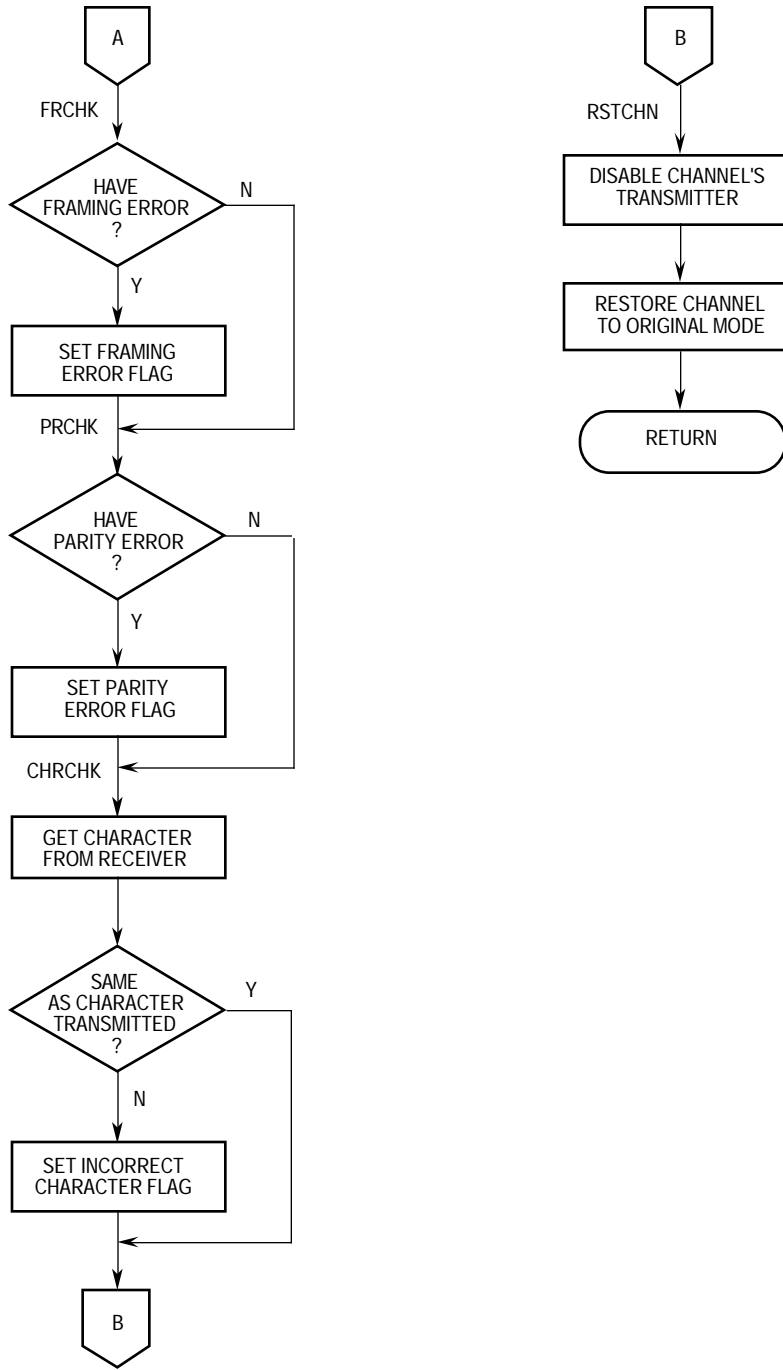 A
FRCHK
HAVE
FRAMING ERROR
?
N
Y
SET FRAMING
ERROR FLAG
PRCHK
HAVE
PARITY ERROR
?
N
Y
SET PARITY
ERROR FLAG
CHRCHK
GET CHARACTER
FROM RECEIVER
SAME
AS CHARACTER
TRANSMITTED
?
Y
N
SET INCORRECT
CHARACTER FLAG
B
B
RSTCHN
DISABLE CHANNEL'S
TRANSMITTER
RESTORE CHANNEL
TO ORIGINAL MODE
RETURN